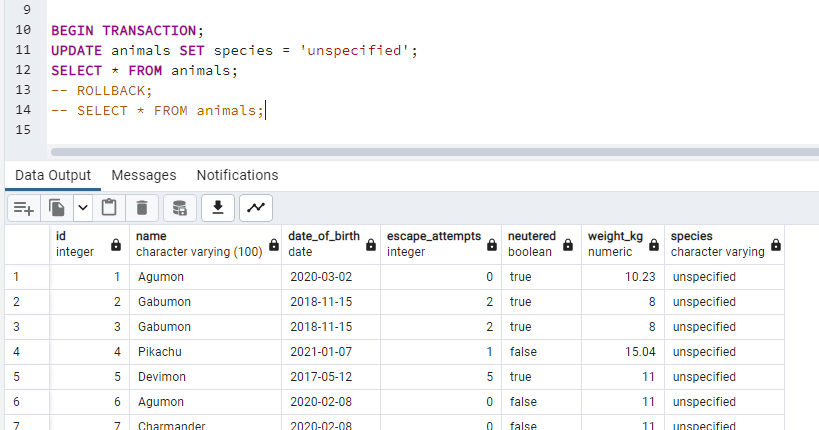 9
10 BEGIN TRANSACTION;
11 UPDATE animals SET species = 'unspecified';
12 SELECT * FROM animals;
13 -- ROLLBACK;
14 -- SELECT * FROM animals;
15
Data Output Messages Notifications
id name date_of_birth escape_attempts neutered weight_kg species
integer character varying (100) date integer boolean numeric character varying
1 1 Agumon 2020-03-02 0 true 10.23 unspecified
2 2 Gabumon 2018-11-15 2 true 8 unspecified
3 3 Gabumon 2018-11-15 2 true 8 unspecified
4 4 Pikachu 2021-01-07 1 false 15.04 unspecified
5 5 Devimon 2017-05-12 5 true 11 unspecified
6 6 Agumon 2020-02-08 0 false 11 unspecified
7 7 Charmander 2020-02-08 0 false 11 unspecified